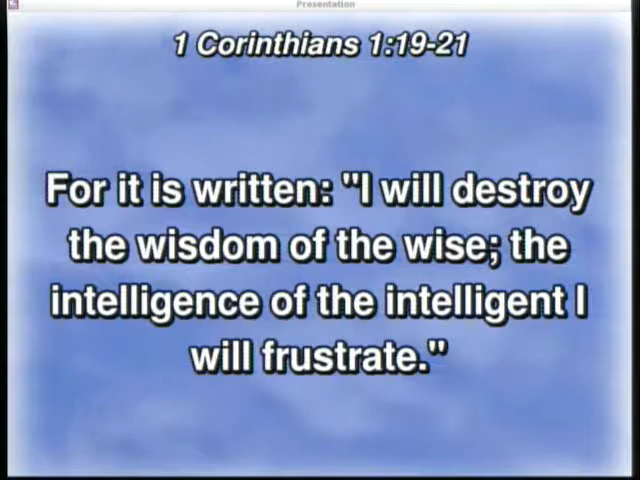 Presentation
1 Corinthians 1:19-21
For it is written: "I will destroy
the wisdom of the wise; the
intelligence of the intelligent I
will frustrate."